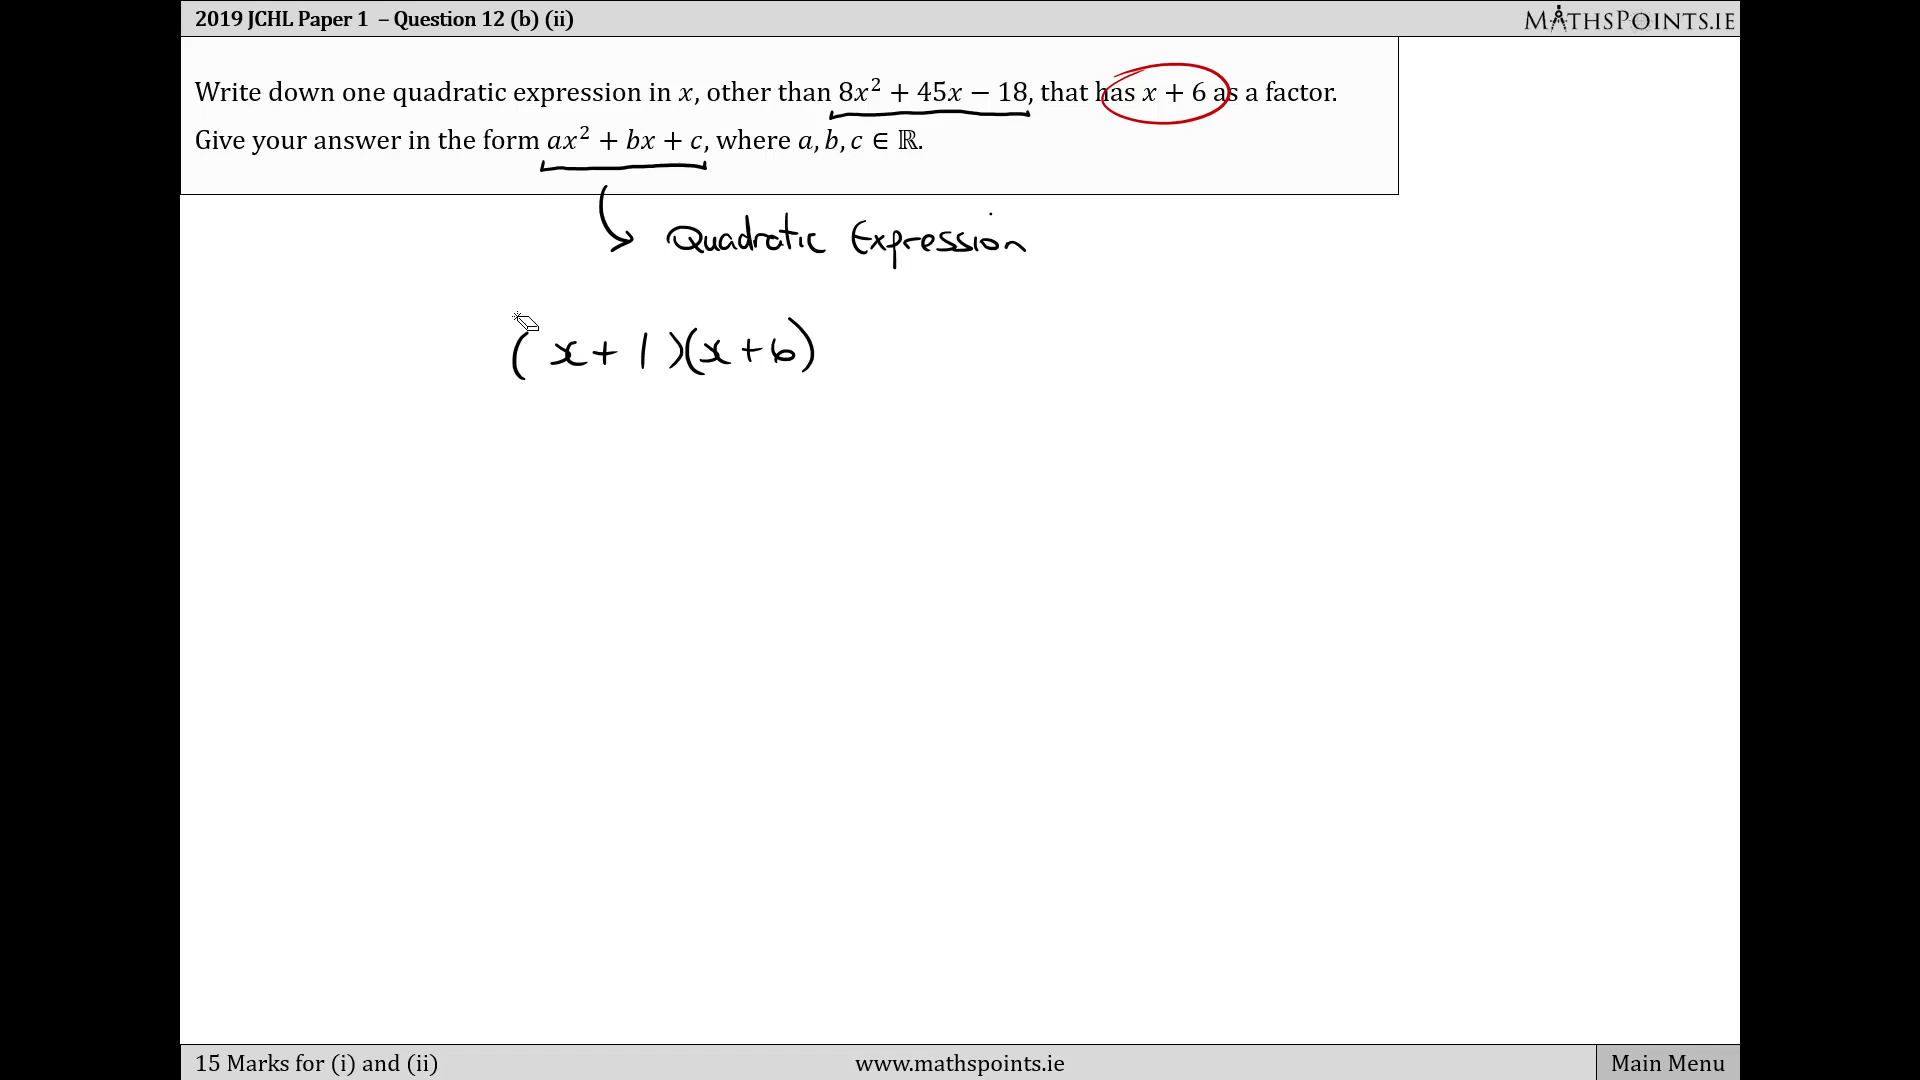 2019 JCHL Paper 1 – Question 12 (b) (ii)
MATHSPOINTS.IE
Write down one quadratic expression in x, other than 8x² + 45x − 18, that has x + 6 as a factor.
Give your answer in the form ax² + bx + c, where a, b, c ∈ ℝ.
Quadratic Expression
(x + 1)(x + 6)
15 Marks for (i) and (ii)
www.mathspoints.ie
Main Menu